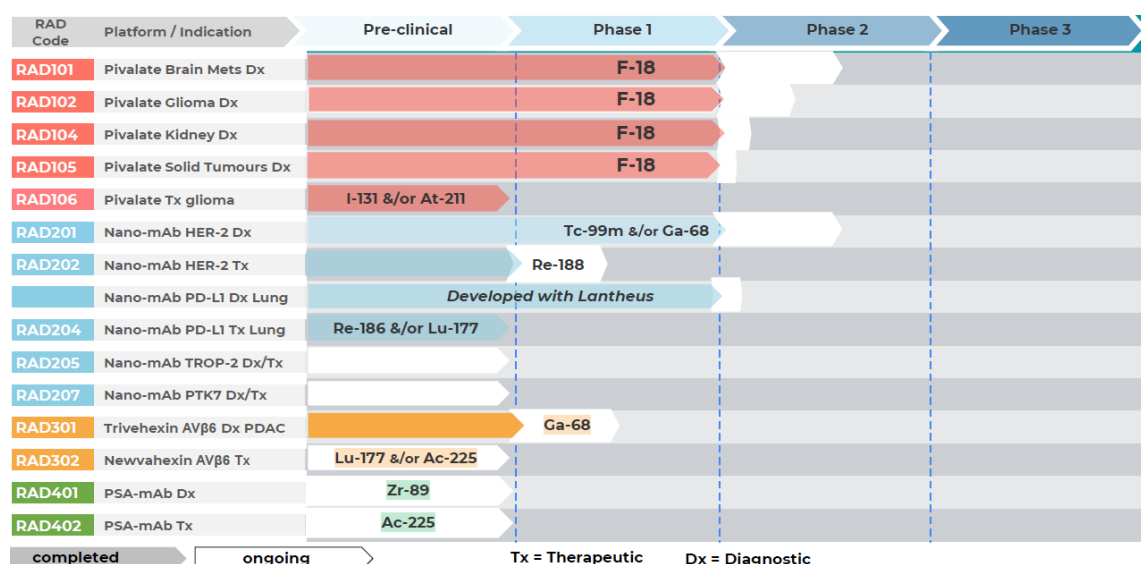 RAD Code Platform / Indication Pre-clinical Phase 1 Phase 2 Phase 3
RAD101 Pivalate Brain Mets Dx F-18
RAD102 Pivalate Glioma Dx F-18
RAD104 Pivalate Kidney Dx F-18
RAD105 Pivalate Solid Tumours Dx F-18
RAD106 Pivalate Tx glioma I-131 &/or At-211
RAD201 Nano-mAb HER-2 Dx Tc-99m &/or Ga-68
RAD202 Nano-mAb HER-2 Tx Re-188
Nano-mAb PD-L1 Dx Lung Developed with Lantheus
RAD204 Nano-mAb PD-L1 Tx Lung Re-186 &/or Lu-177
RAD205 Nano-mAb TROP-2 Dx/Tx
RAD207 Nano-mAb PTK7 Dx/Tx
RAD301 Trivehexin AVβ6 Dx PDAC Ga-68
RAD302 Newvahexin AVβ6 Tx Lu-177 &/or Ac-225
RAD401 PSA-mAb Dx Zr-89
RAD402 PSA-mAb Tx Ac-225
completed ongoing Tx = Therapeutic Dx = Diagnostic